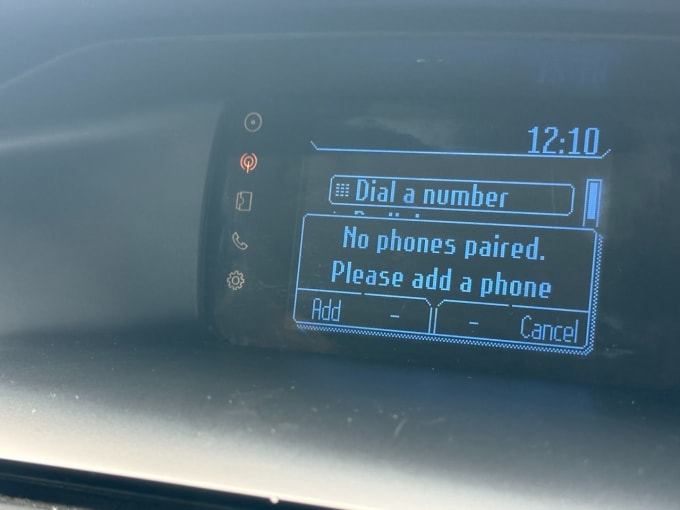 12:10
Dial a number
No phones paired.
Please add a phone
Add - - Cancel